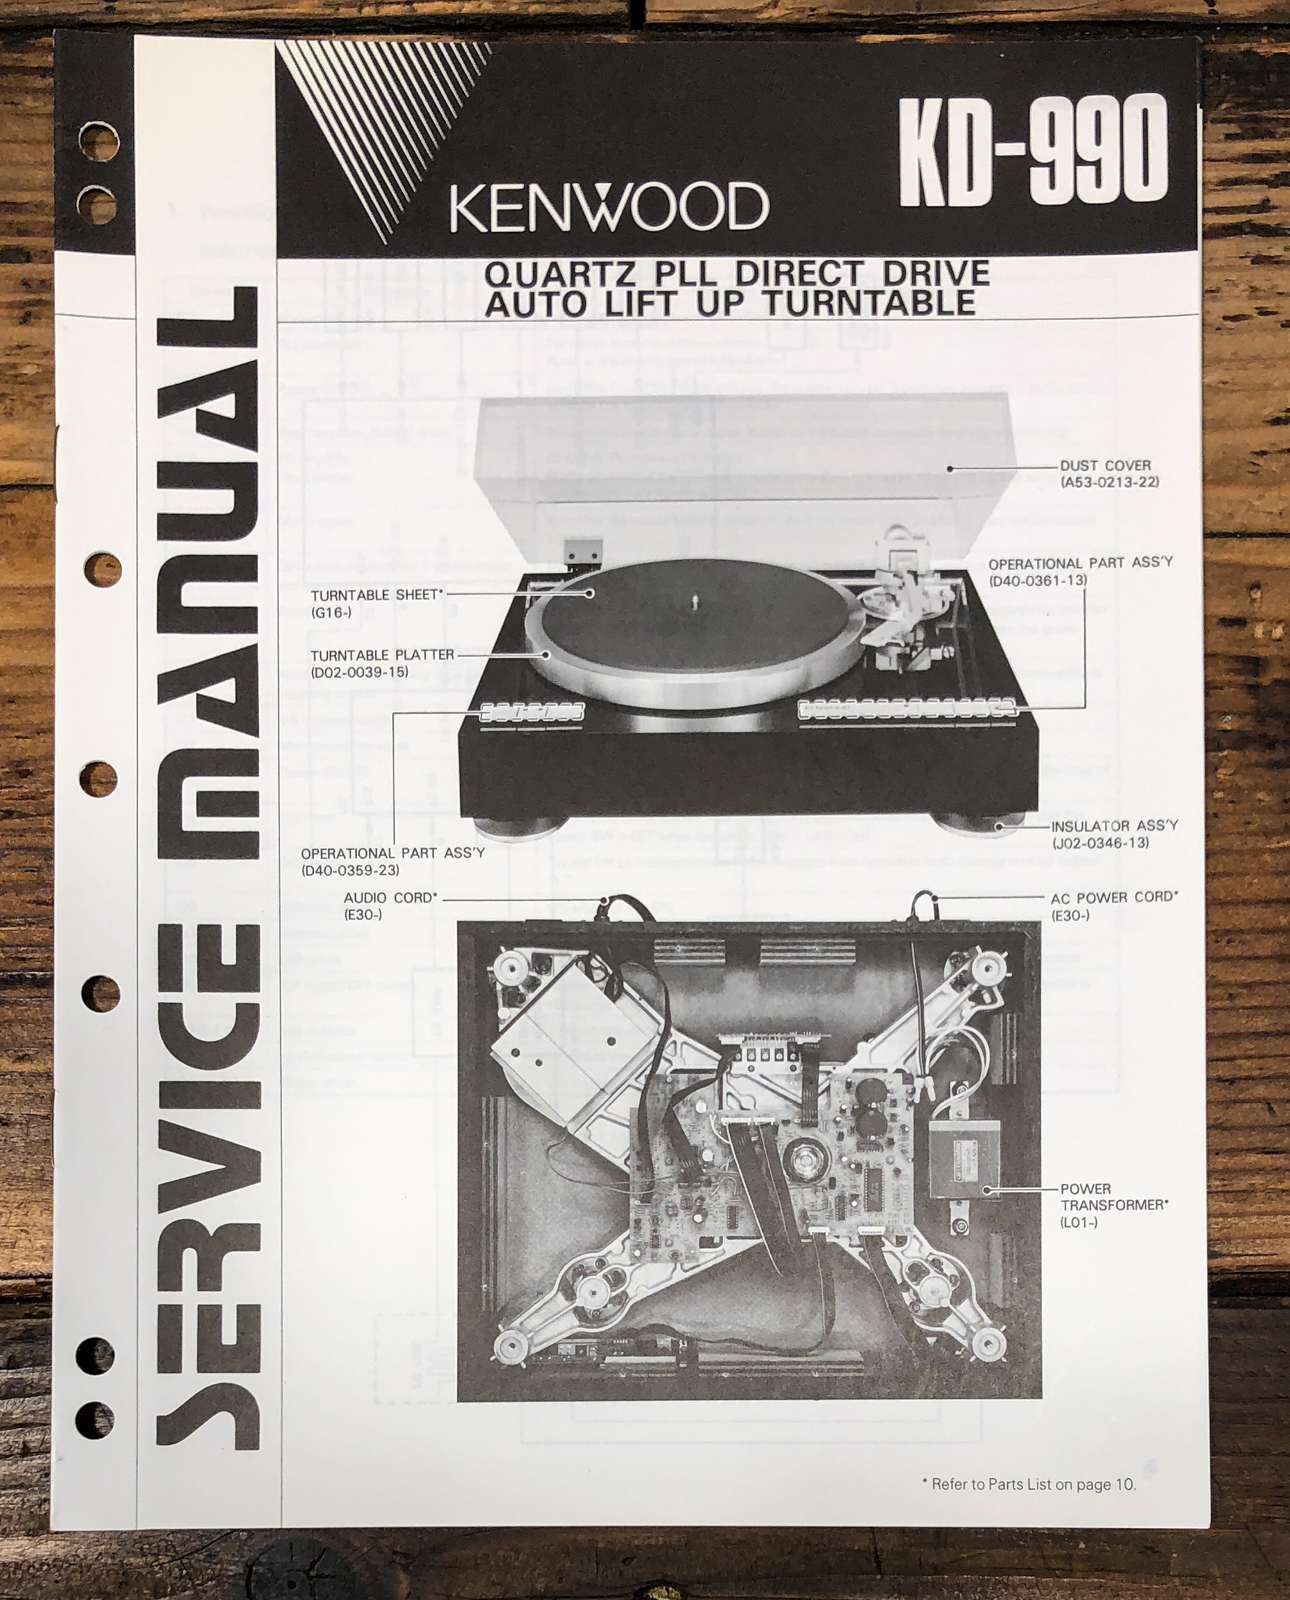 KD-990
KENWOOD
QUARTZ PLL DIRECT DRIVE
AUTO LIFT UP TURNTABLE
SERVICE MANUAL
DUST COVER
(A53-0213-22)
OPERATIONAL PART ASS'Y
(D40-0361-13)
TURNTABLE SHEET*
(G16-)
TURNTABLE PLATTER
(D02-0039-15)
INSULATOR ASS'Y
(J02-0346-13)
OPERATIONAL PART ASS'Y
(D40-0359-23)
AUDIO CORD*
(E30-)
AC POWER CORD*
(E30-)
POWER
TRANSFORMER*
(L01-)
* Refer to Parts List on page 10.